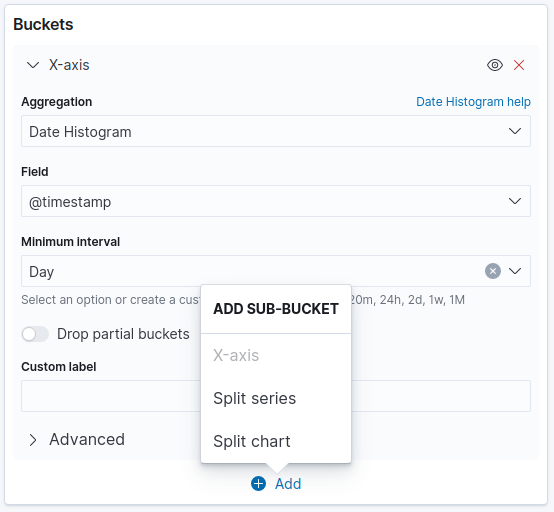 Buckets
X-axis
Aggregation
Date Histogram help
Date Histogram
Field
@timestamp
Minimum interval
Day
Select an option or create a cus
20m, 24h, 2d, 1w, 1M
ADD SUB-BUCKET
X-axis
Split series
Split chart
Drop partial buckets
Custom label
Advanced
Add